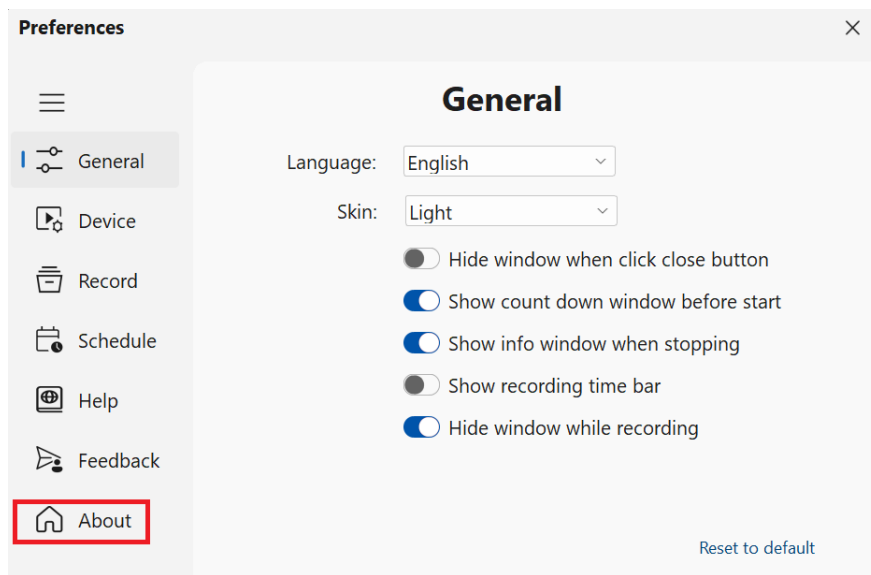 Preferences
General
Device
Record
Schedule
Help
Feedback
About
General
Language: English
Skin: Light
Hide window when click close button
Show count down window before start
Show info window when stopping
Show recording time bar
Hide window while recording
Reset to default